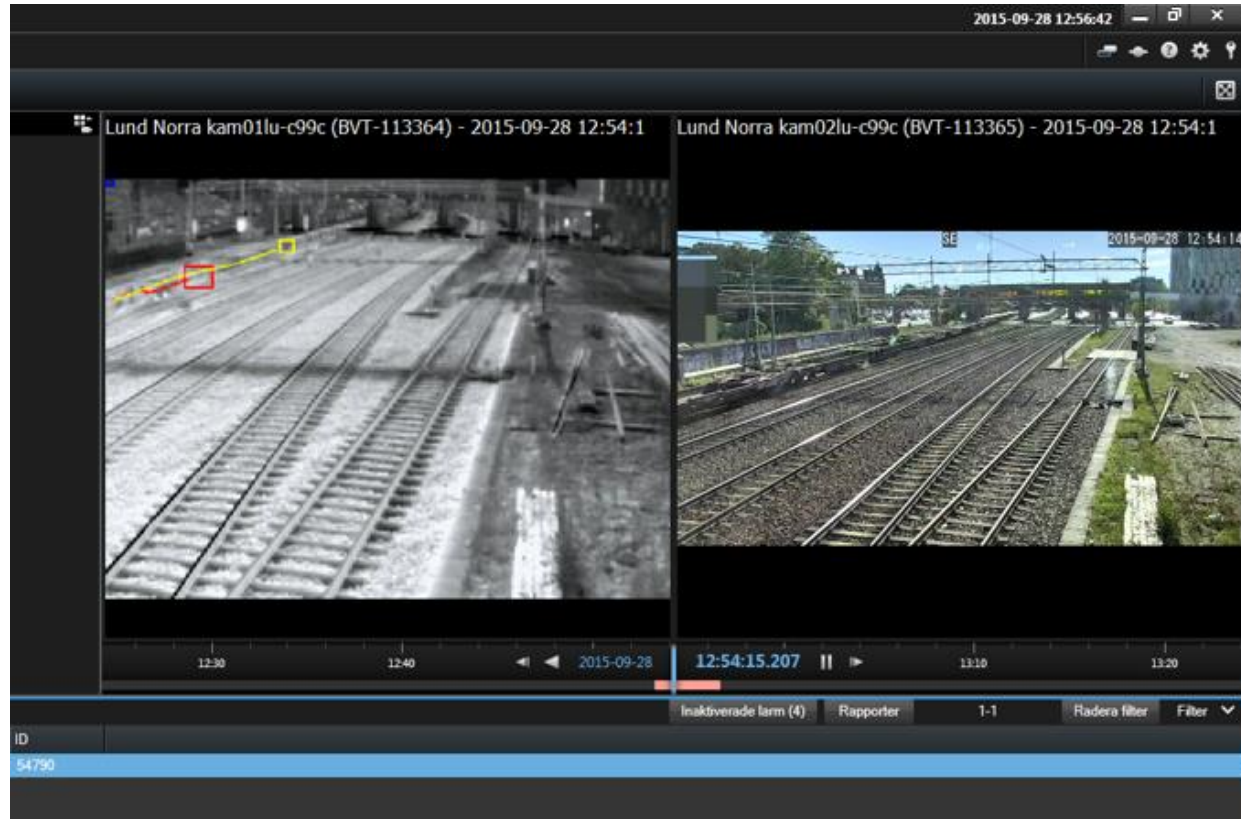 2015-09-28 12:56:42
Lund Norra kam01lu-c99c (BVT-113364) - 2015-09-28 12:54:1
Lund Norra kam02lu-c99c (BVT-113365) - 2015-09-28 12:54:1
SE 2015-09-28 12:54:14
12:30 12:40 2015-09-28 12:54:15.207 13:10 13:20
Inaktiverade larm (4) Rapporter 1-1 Radera filter Filter
ID
54790